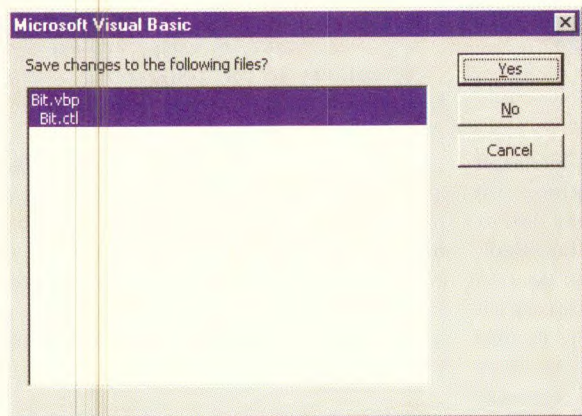 Microsoft Visual Basic
Save changes to the following files?
Bit.vbp
Bit.ctl
Yes
No
Cancel